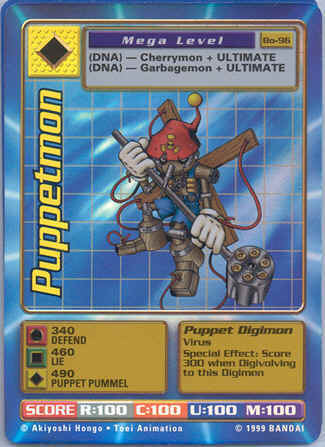 Mega Level
Bo-96
(DNA) — Cherrymon + ULTIMATE
(DNA) — Garbagemon + ULTIMATE
Puppetmon
340
DEFEND
460
LIE
490
PUPPET PUMMEL
Puppet Digimon
Virus
Special Effect: Score
300 when Digivolving
to this Digimon
SCORE R:100 C:100 U:100 M:100
© Akiyoshi Hongo • Toei Animation © 1999 BANDAI